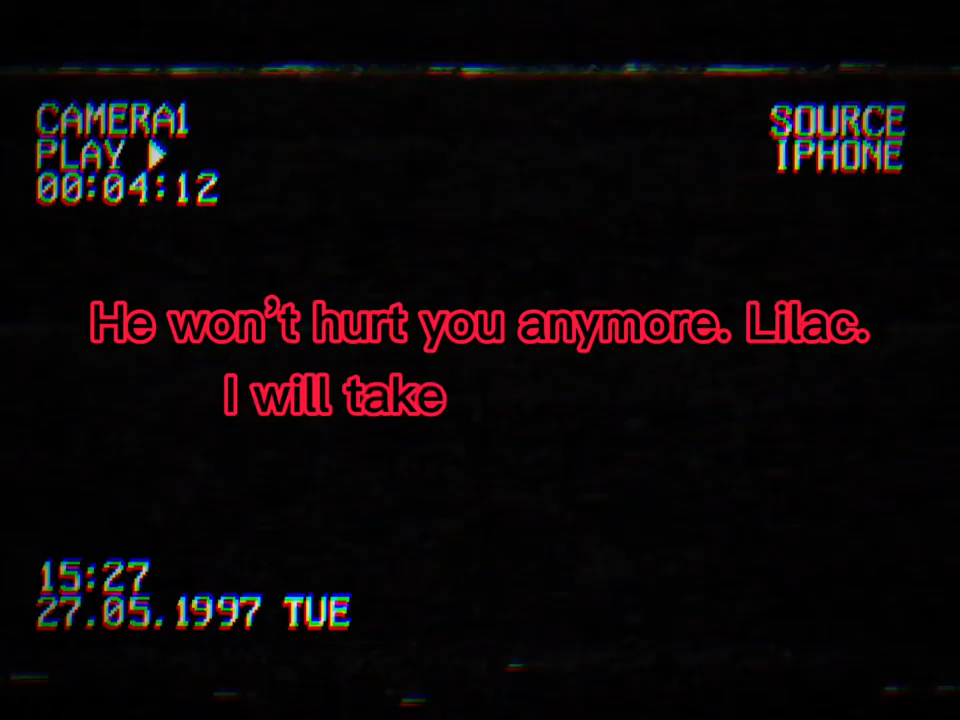 CAMERA1
PLAY ▶
00:04:12
SOURCE
IPHONE
He won’t hurt you anymore. Lilac.
I will take
15:27
27.05.1997 TUE